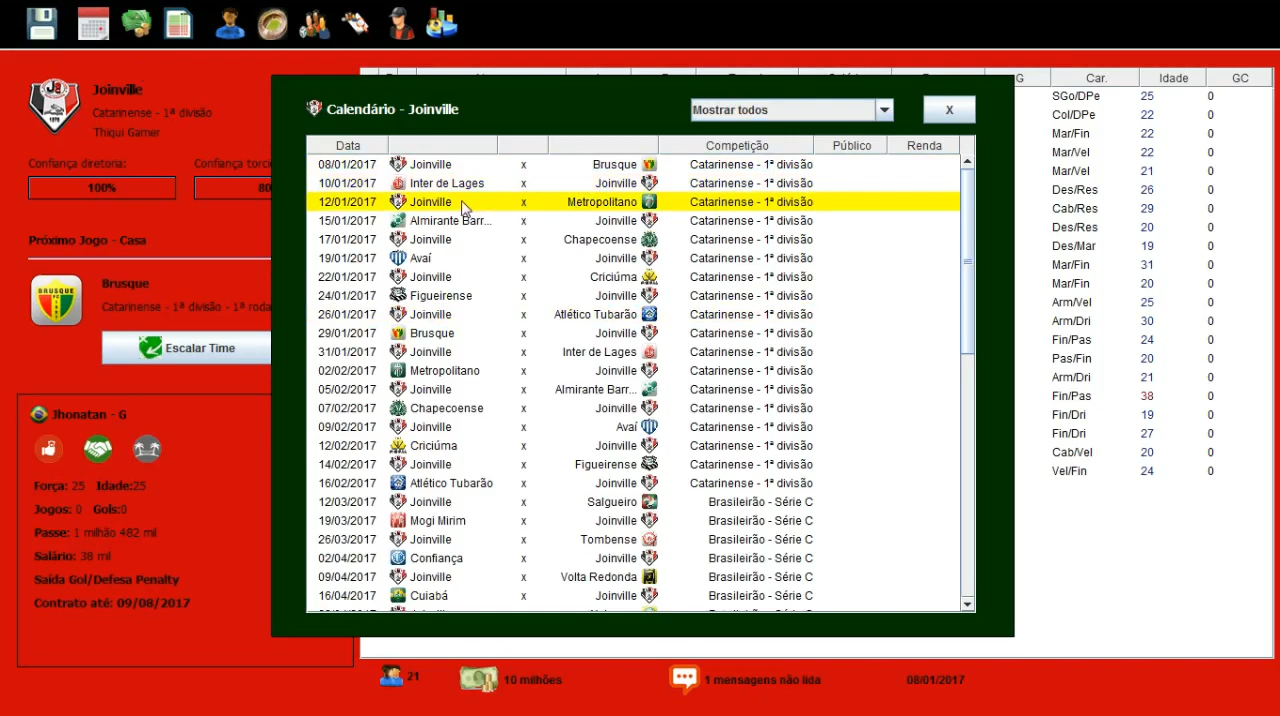 Joinville
Catarinense - 1ª divisão
Thiqui Gamer
Confiança diretoria:
Confiança torci
100%
80
Próximo Jogo - Casa
Brusque
Catarinense - 1ª divisão - 1ª roda
Escalar Time
Jhonatan - G
Força: 25 Idade:25
Jogos: 0 Gols:0
Passe: 1 milhão 482 mil
Salário: 38 mil
Saída Gol/Defesa Penalty
Contrato até: 09/08/2017
Calendário - Joinville
Mostrar todos
X
Data Competição Público Renda
08/01/2017 Joinville x Brusque Catarinense - 1ª divisão
10/01/2017 Inter de Lages x Joinville Catarinense - 1ª divisão
12/01/2017 Joinville x Metropolitano Catarinense - 1ª divisão
15/01/2017 Almirante Barr... x Joinville Catarinense - 1ª divisão
17/01/2017 Joinville x Chapecoense Catarinense - 1ª divisão
19/01/2017 Avaí x Joinville Catarinense - 1ª divisão
22/01/2017 Joinville x Criciúma Catarinense - 1ª divisão
24/01/2017 Figueirense x Joinville Catarinense - 1ª divisão
26/01/2017 Joinville x Atlético Tubarão Catarinense - 1ª divisão
29/01/2017 Brusque x Joinville Catarinense - 1ª divisão
31/01/2017 Joinville x Inter de Lages Catarinense - 1ª divisão
02/02/2017 Metropolitano x Joinville Catarinense - 1ª divisão
05/02/2017 Joinville x Almirante Barr... Catarinense - 1ª divisão
07/02/2017 Chapecoense x Joinville Catarinense - 1ª divisão
09/02/2017 Joinville x Avaí Catarinense - 1ª divisão
12/02/2017 Criciúma x Joinville Catarinense - 1ª divisão
14/02/2017 Joinville x Figueirense Catarinense - 1ª divisão
16/02/2017 Atlético Tubarão x Joinville Catarinense - 1ª divisão
12/03/2017 Joinville x Salgueiro Brasileirão - Série C
19/03/2017 Mogi Mirim x Joinville Brasileirão - Série C
26/03/2017 Joinville x Tombense Brasileirão - Série C
02/04/2017 Confiança x Joinville Brasileirão - Série C
09/04/2017 Joinville x Volta Redonda Brasileirão - Série C
16/04/2017 Cuiabá x Joinville Brasileirão - Série C
G Car. Idade GC
SGo/DPe 25 0
Col/DPe 22 0
Mar/Fin 22 0
Mar/Vel 22 0
Mar/Vel 21 0
Des/Res 26 0
Cab/Res 29 0
Des/Res 20 0
Des/Mar 19 0
Mar/Fin 31 0
Mar/Fin 20 0
Arm/Vel 25 0
Arm/Dri 30 0
Fin/Pas 24 0
Pas/Fin 20 0
Arm/Dri 21 0
Fin/Pas 38 0
Fin/Dri 19 0
Fin/Dri 27 0
Cab/Vel 20 0
Vel/Fin 24 0
21
10 milhões
1 mensagens não lida
08/01/2017